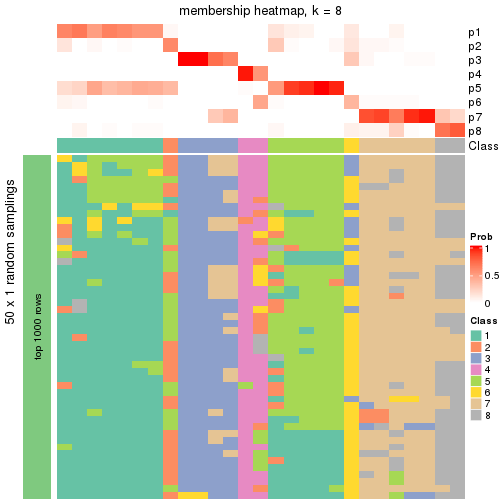 membership heatmap, k = 8
p1
p2
p3
p4
p5
p6
p7
p8
Class
50 x 1 random samplings
top 1000 rows
Prob
1
0.5
0
Class
1
2
3
4
5
6
7
8